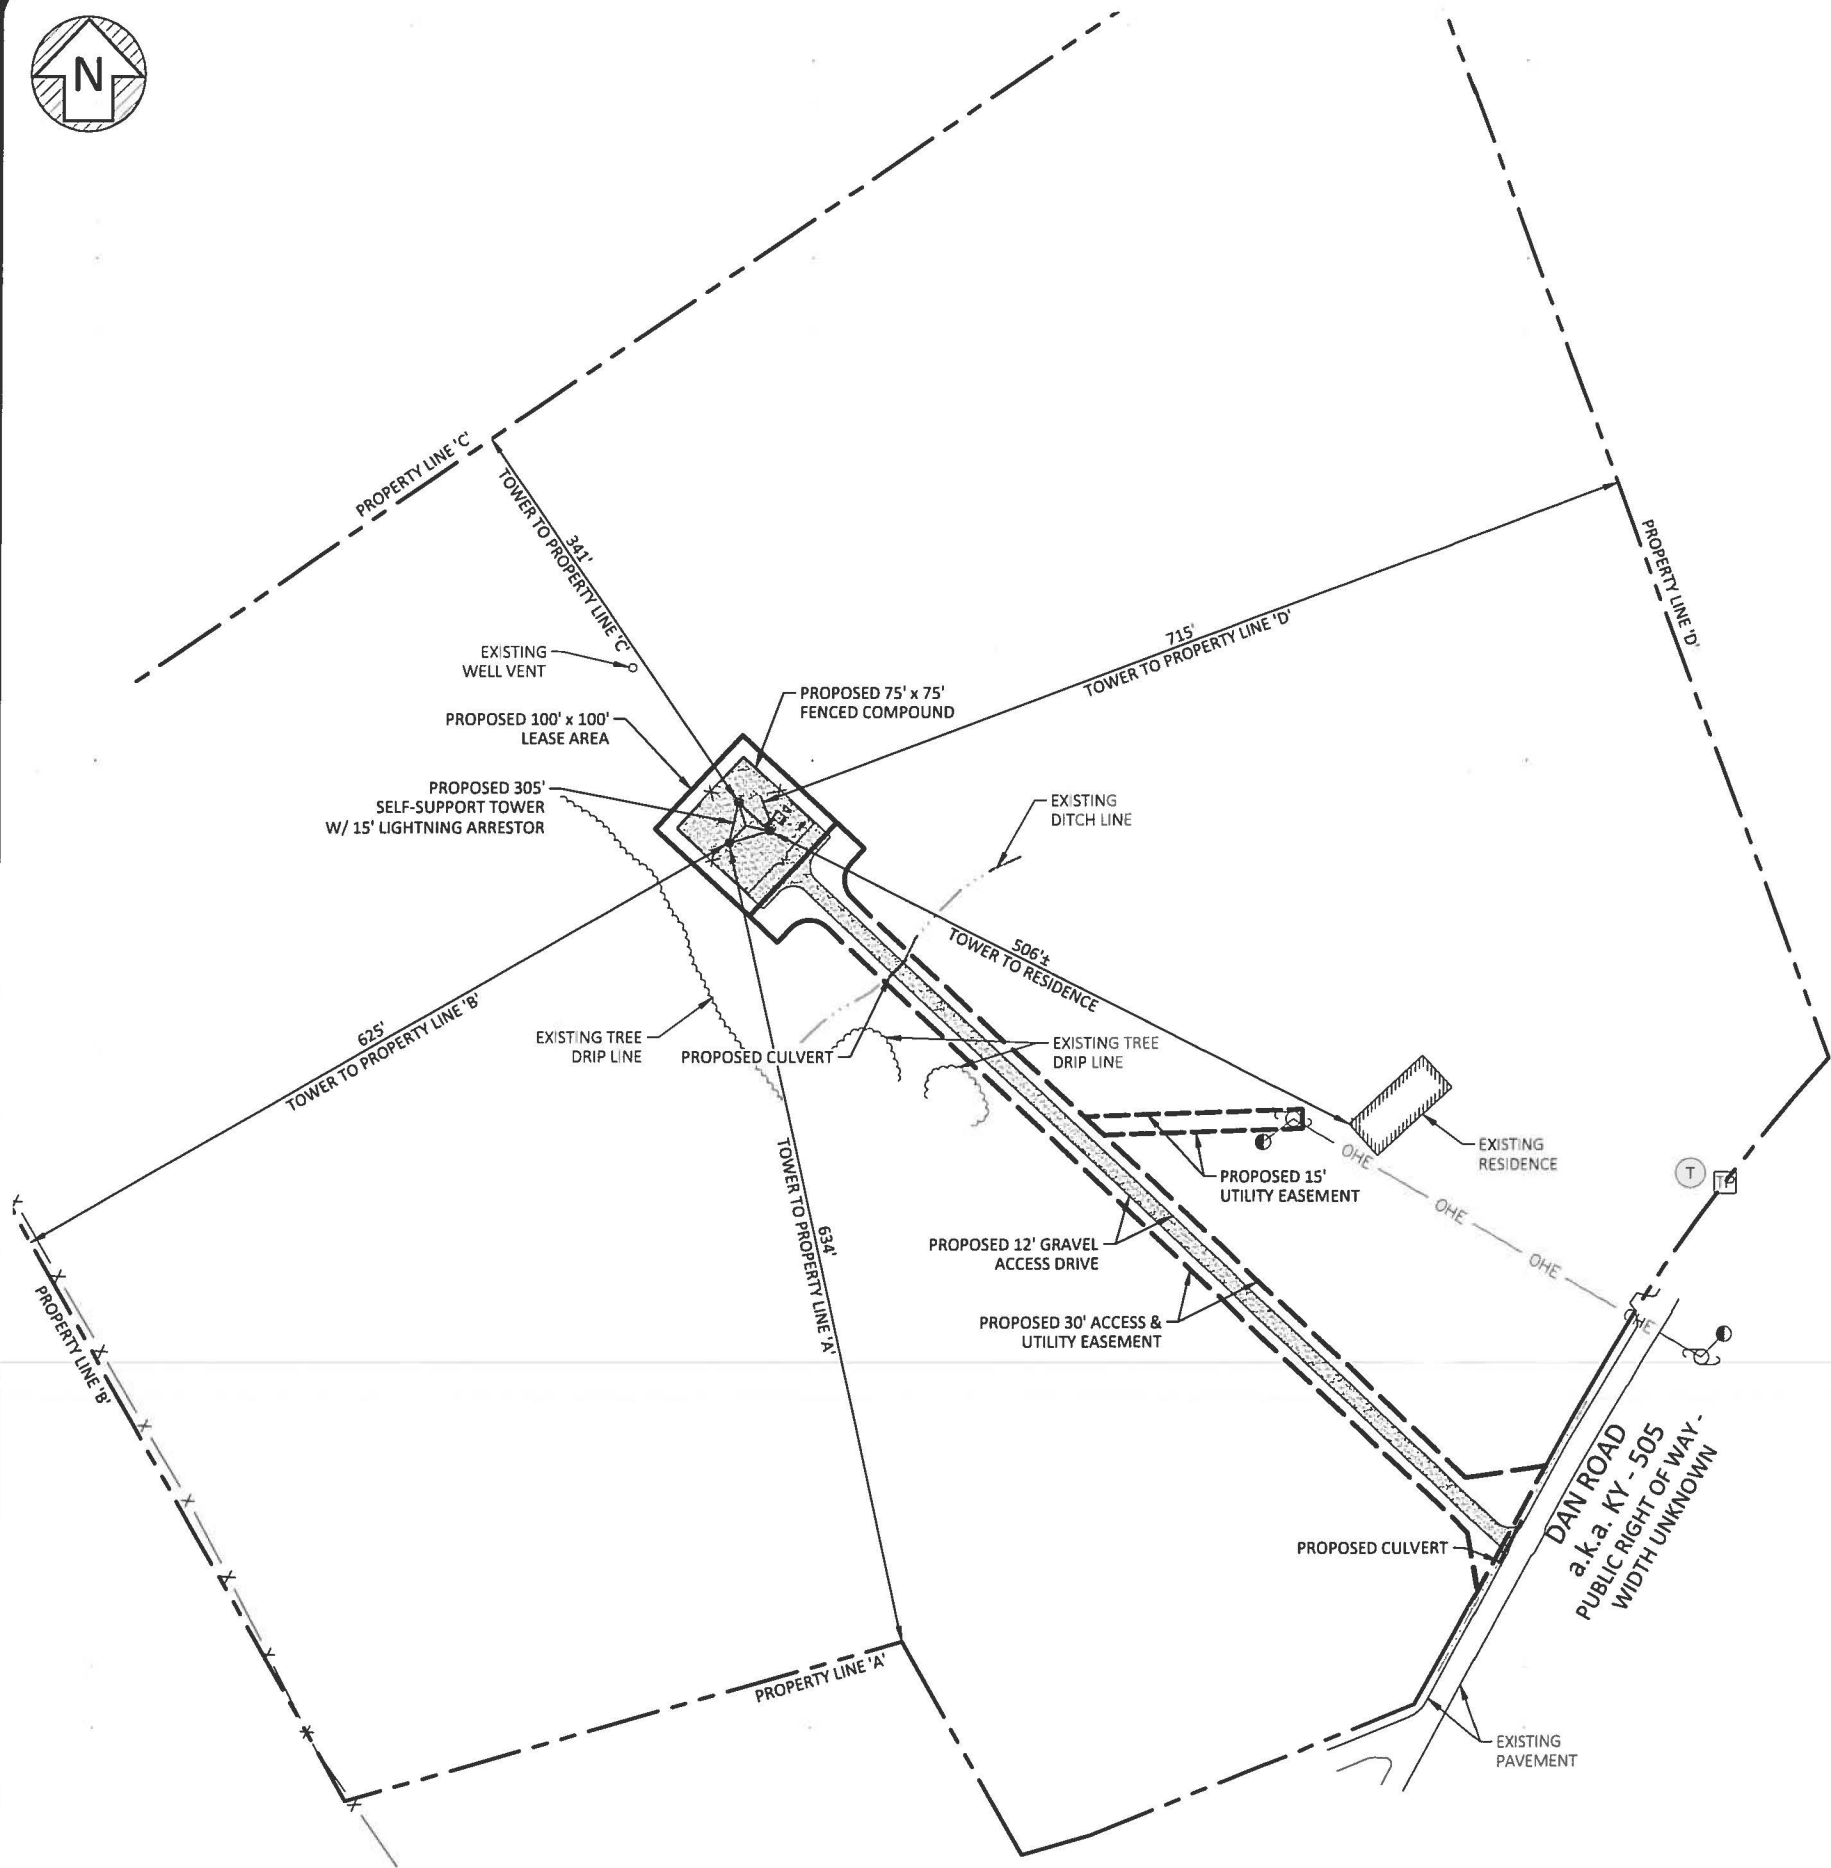 N
PROPERTY LINE 'C'
341'
TOWER TO PROPERTY LINE 'C'
715'
TOWER TO PROPERTY LINE 'D'
PROPERTY LINE 'D'
EXISTING
WELL VENT
PROPOSED 75' x 75'
FENCED COMPOUND
PROPOSED 100' x 100'
LEASE AREA
PROPOSED 305'
SELF-SUPPORT TOWER
W/ 15' LIGHTNING ARRESTOR
EXISTING
DITCH LINE
506'±
TOWER TO RESIDENCE
625'
TOWER TO PROPERTY LINE 'B'
EXISTING TREE
DRIP LINE
PROPOSED CULVERT
EXISTING TREE
DRIP LINE
EXISTING
RESIDENCE
PROPOSED 15'
UTILITY EASEMENT
OHE
OHE
OHE
OHE
T
TP
634'
TOWER TO PROPERTY LINE 'A'
PROPOSED 12' GRAVEL
ACCESS DRIVE
PROPOSED 30' ACCESS &
UTILITY EASEMENT
PROPERTY LINE 'B'
DAN ROAD
a.k.a. KY - 505
PUBLIC RIGHT OF WAY -
WIDTH UNKNOWN
PROPOSED CULVERT
PROPERTY LINE 'A'
EXISTING
PAVEMENT